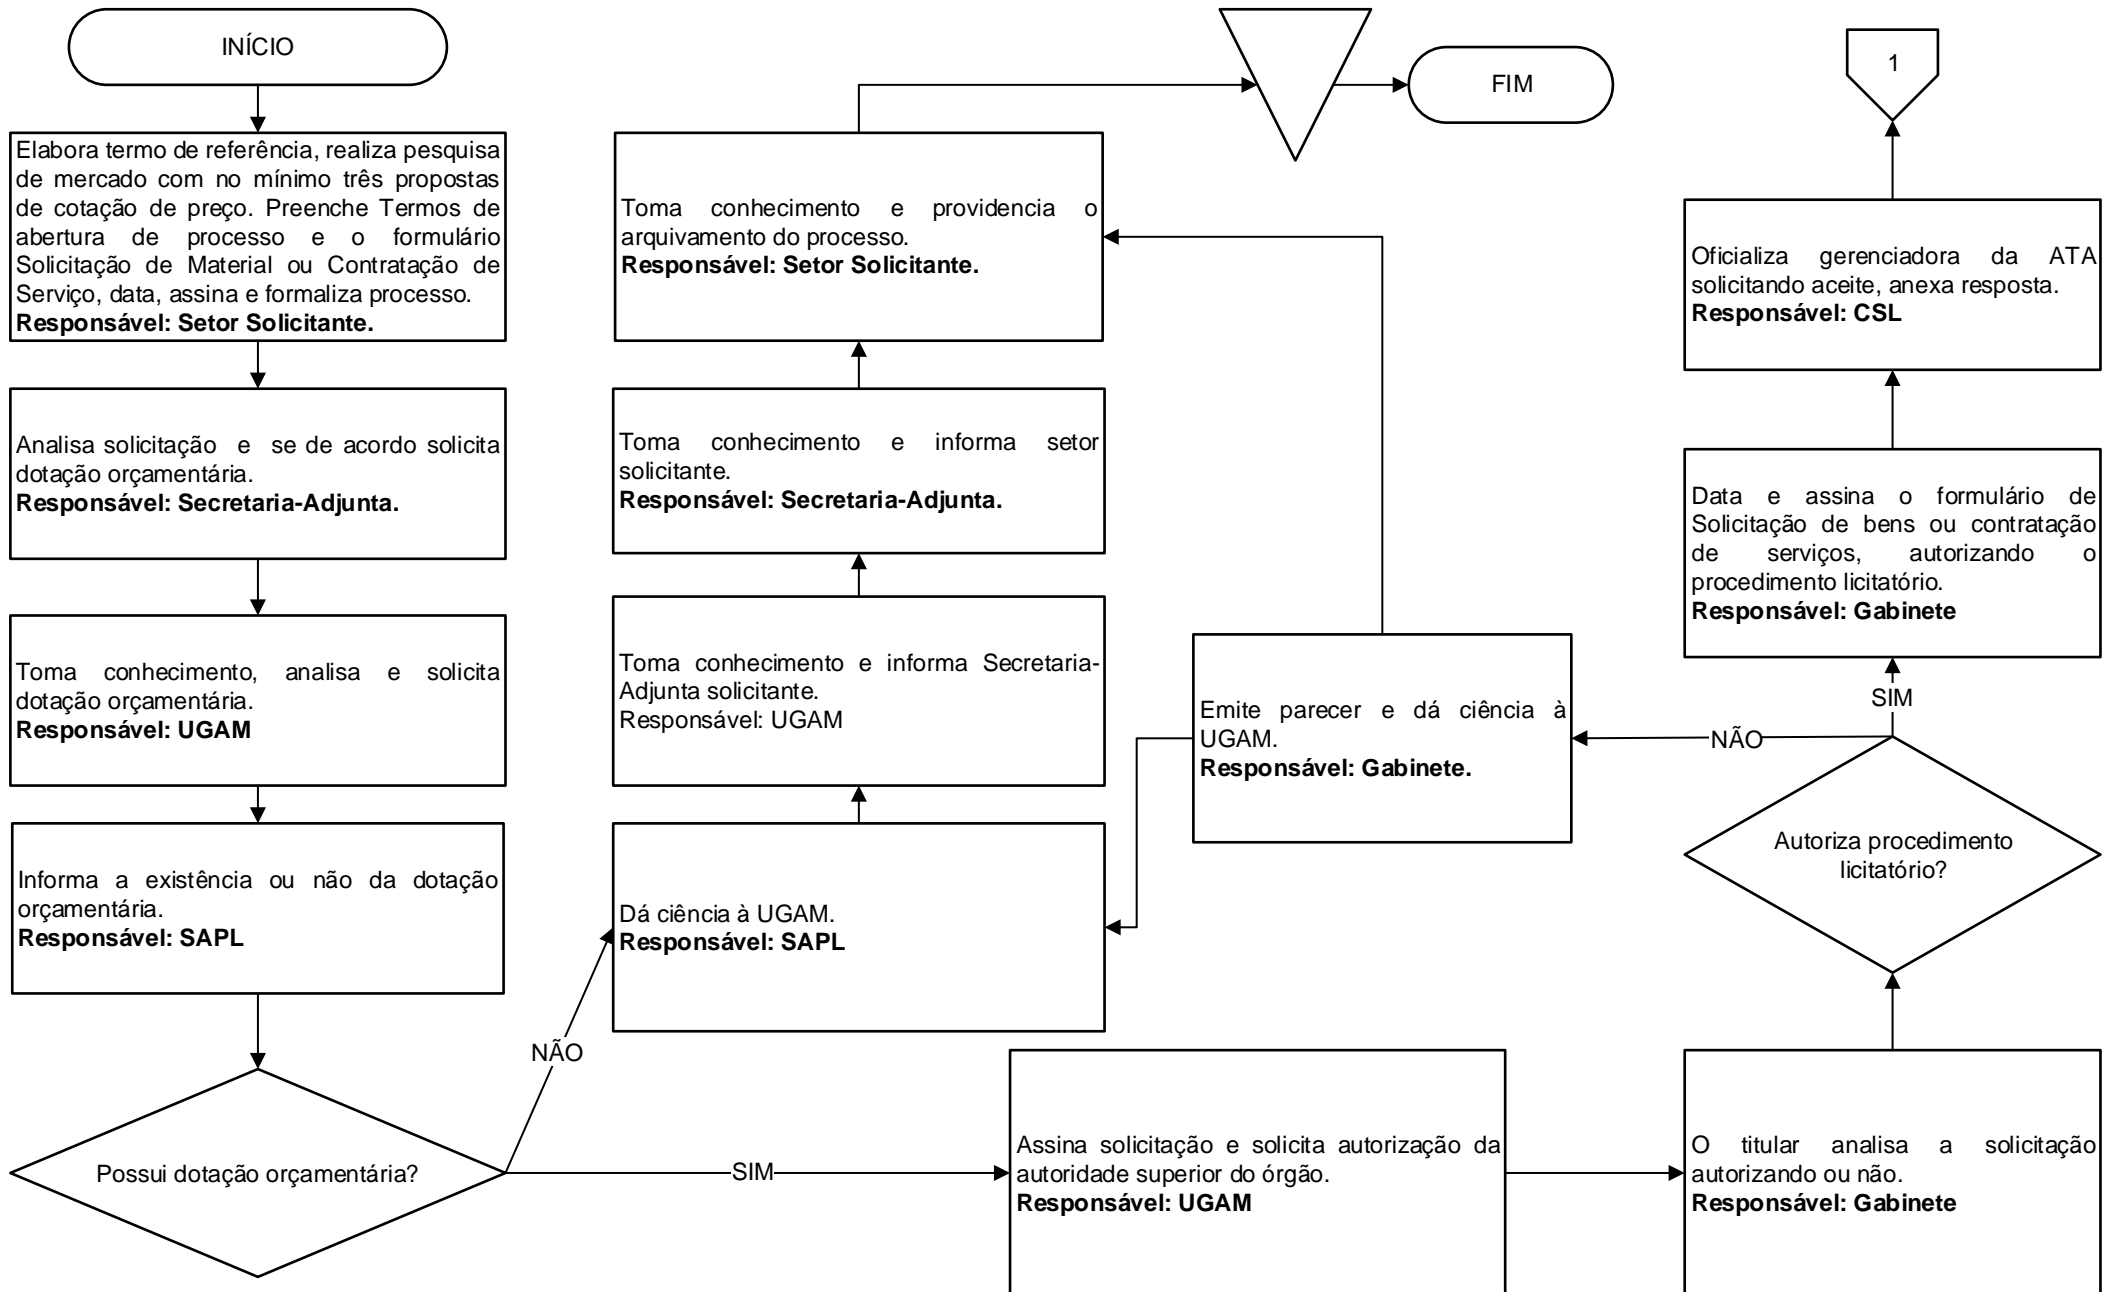 INÍCIO
Elabora termo de referência, realiza pesquisa
de mercado com no mínimo três propostas
de cotação de preço. Preenche Termos de
abertura de processo e o formulário
Solicitação de Material ou Contratação de
Serviço, data, assina e formaliza processo.
Responsável: Setor Solicitante.
Analisa solicitação e se de acordo solicita
dotação orçamentária.
Responsável: Secretaria-Adjunta.
Toma conhecimento, analisa e solicita
dotação orçamentária.
Responsável: UGAM
Informa a existência ou não da dotação
orçamentária.
Responsável: SAPL
Possui dotação orçamentária?
NÃO
SIM
Toma conhecimento e providencia o
arquivamento do processo.
Responsável: Setor Solicitante.
Toma conhecimento e informa setor
solicitante.
Responsável: Secretaria-Adjunta.
Toma conhecimento e informa Secretaria-
Adjunta solicitante.
Responsável: UGAM
Dá ciência à UGAM.
Responsável: SAPL
FIM
Emite parecer e dá ciência à
UGAM.
Responsável: Gabinete.
Assina solicitação e solicita autorização da
autoridade superior do órgão.
Responsável: UGAM
1
Oficializa gerenciadora da ATA
solicitando aceite, anexa resposta.
Responsável: CSL
Data e assina o formulário de
Solicitação de bens ou contratação
de serviços, autorizando o
procedimento licitatório.
Responsável: Gabinete
SIM
NÃO
Autoriza procedimento
licitatório?
O titular analisa a solicitação
autorizando ou não.
Responsável: Gabinete